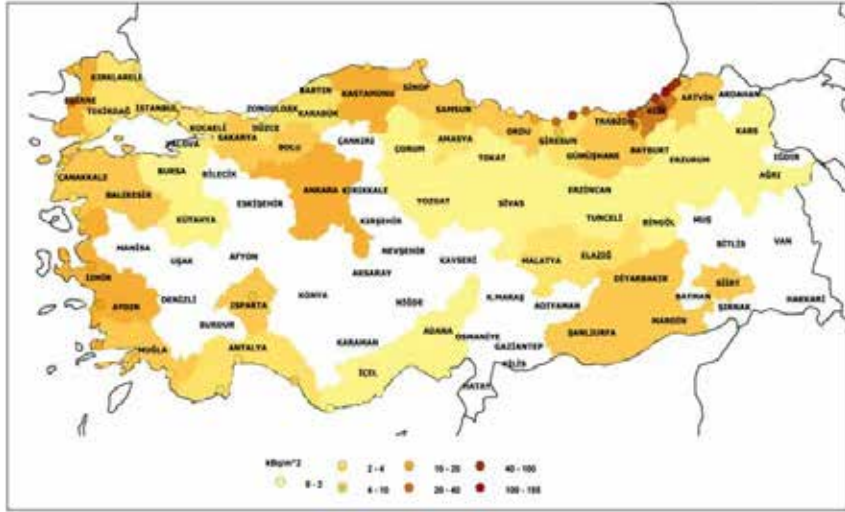 KIRKLARELİ
EDİRNE
TEKİRDAĞ
İSTANBUL
KOCAELİ
YALOVA
SAKARYA
DÜZCE
ZONGULDAK
BARTIN
KARABÜK
KASTAMONU
SİNOP
SAMSUN
ORDU
GİRESUN
TRABZON
RİZE
ARTVİN
ARDAHAN
KARS
IĞDIR
AĞRI
ÇANAKKALE
BALIKESİR
BURSA
BİLECİK
BOLU
ÇANKIRI
ÇORUM
AMASYA
TOKAT
GÜMÜŞHANE
BAYBURT
ERZURUM
ERZİNCAN
ESKİŞEHİR
ANKARA
KIRIKKALE
YOZGAT
SİVAS
TUNCELİ
BİNGÖL
MUŞ
KÜTAHYA
MANİSA
UŞAK
AFYON
KIRŞEHİR
NEVŞEHİR
KAYSERİ
MALATYA
ELAZIĞ
BİTLİS
VAN
İZMİR
AYDIN
DENİZLİ
ISPARTA
BURDUR
KONYA
AKSARAY
NİĞDE
K.MARAŞ
ADIYAMAN
DİYARBAKIR
BATMAN
SİİRT
ŞIRNAK
HAKKARİ
MUĞLA
ANTALYA
KARAMAN
İÇEL
ADANA
OSMANİYE
GAZİANTEP
KİLİS
HATAY
ŞANLIURFA
MARDİN
kBq/m^2
0 - 2
2 - 4
4 - 10
10 - 20
20 - 40
40 - 100